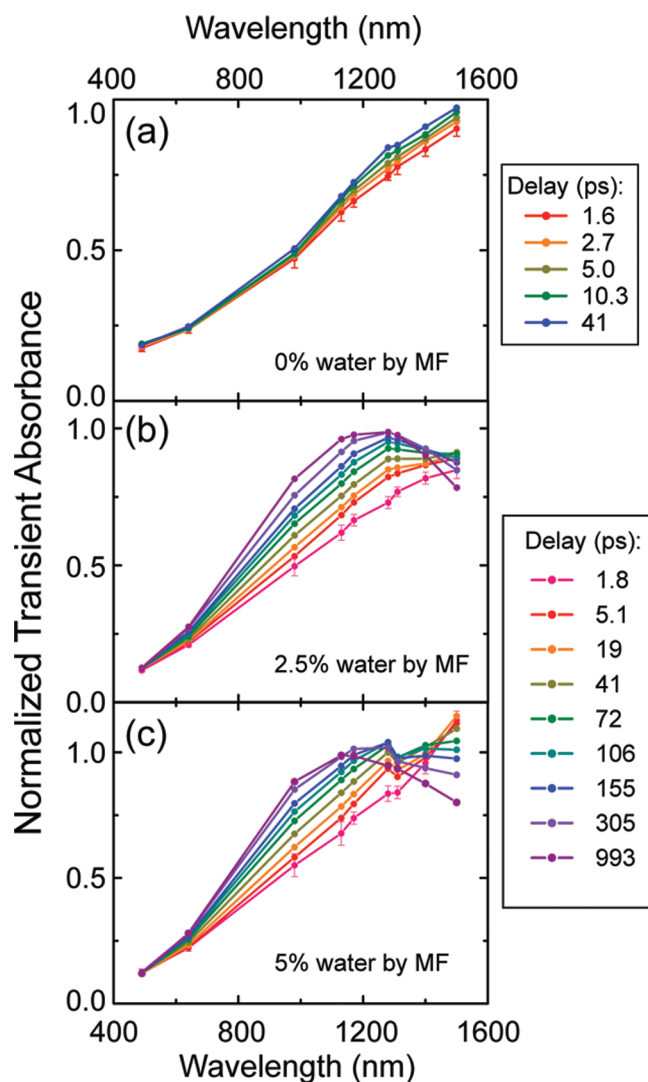 Wavelength (nm)
400 800 1200 1600
1.0
(a)
0.5
0% water by MF
0.0
Delay (ps):
1.6
2.7
5.0
10.3
41
Normalized Transient Absorbance
1.0
(b)
0.5
2.5% water by MF
0.0
1.0
(c)
0.5
5% water by MF
0.0
Delay (ps):
1.8
5.1
19
41
72
106
155
305
993
400 800 1200 1600
Wavelength (nm)